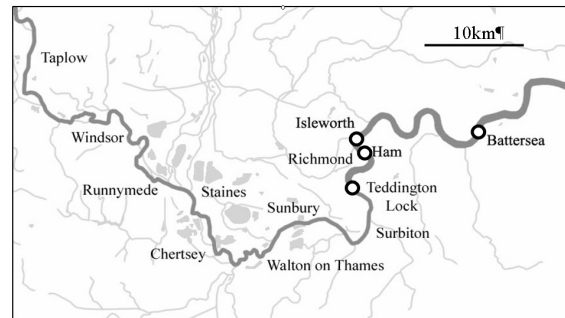 10km¶
Taplow
Isleworth
Windsor
Battersea
Richmond
Ham
Runnymede
Staines
Teddington
Lock
Sunbury
Surbiton
Chertsey
Walton on Thames